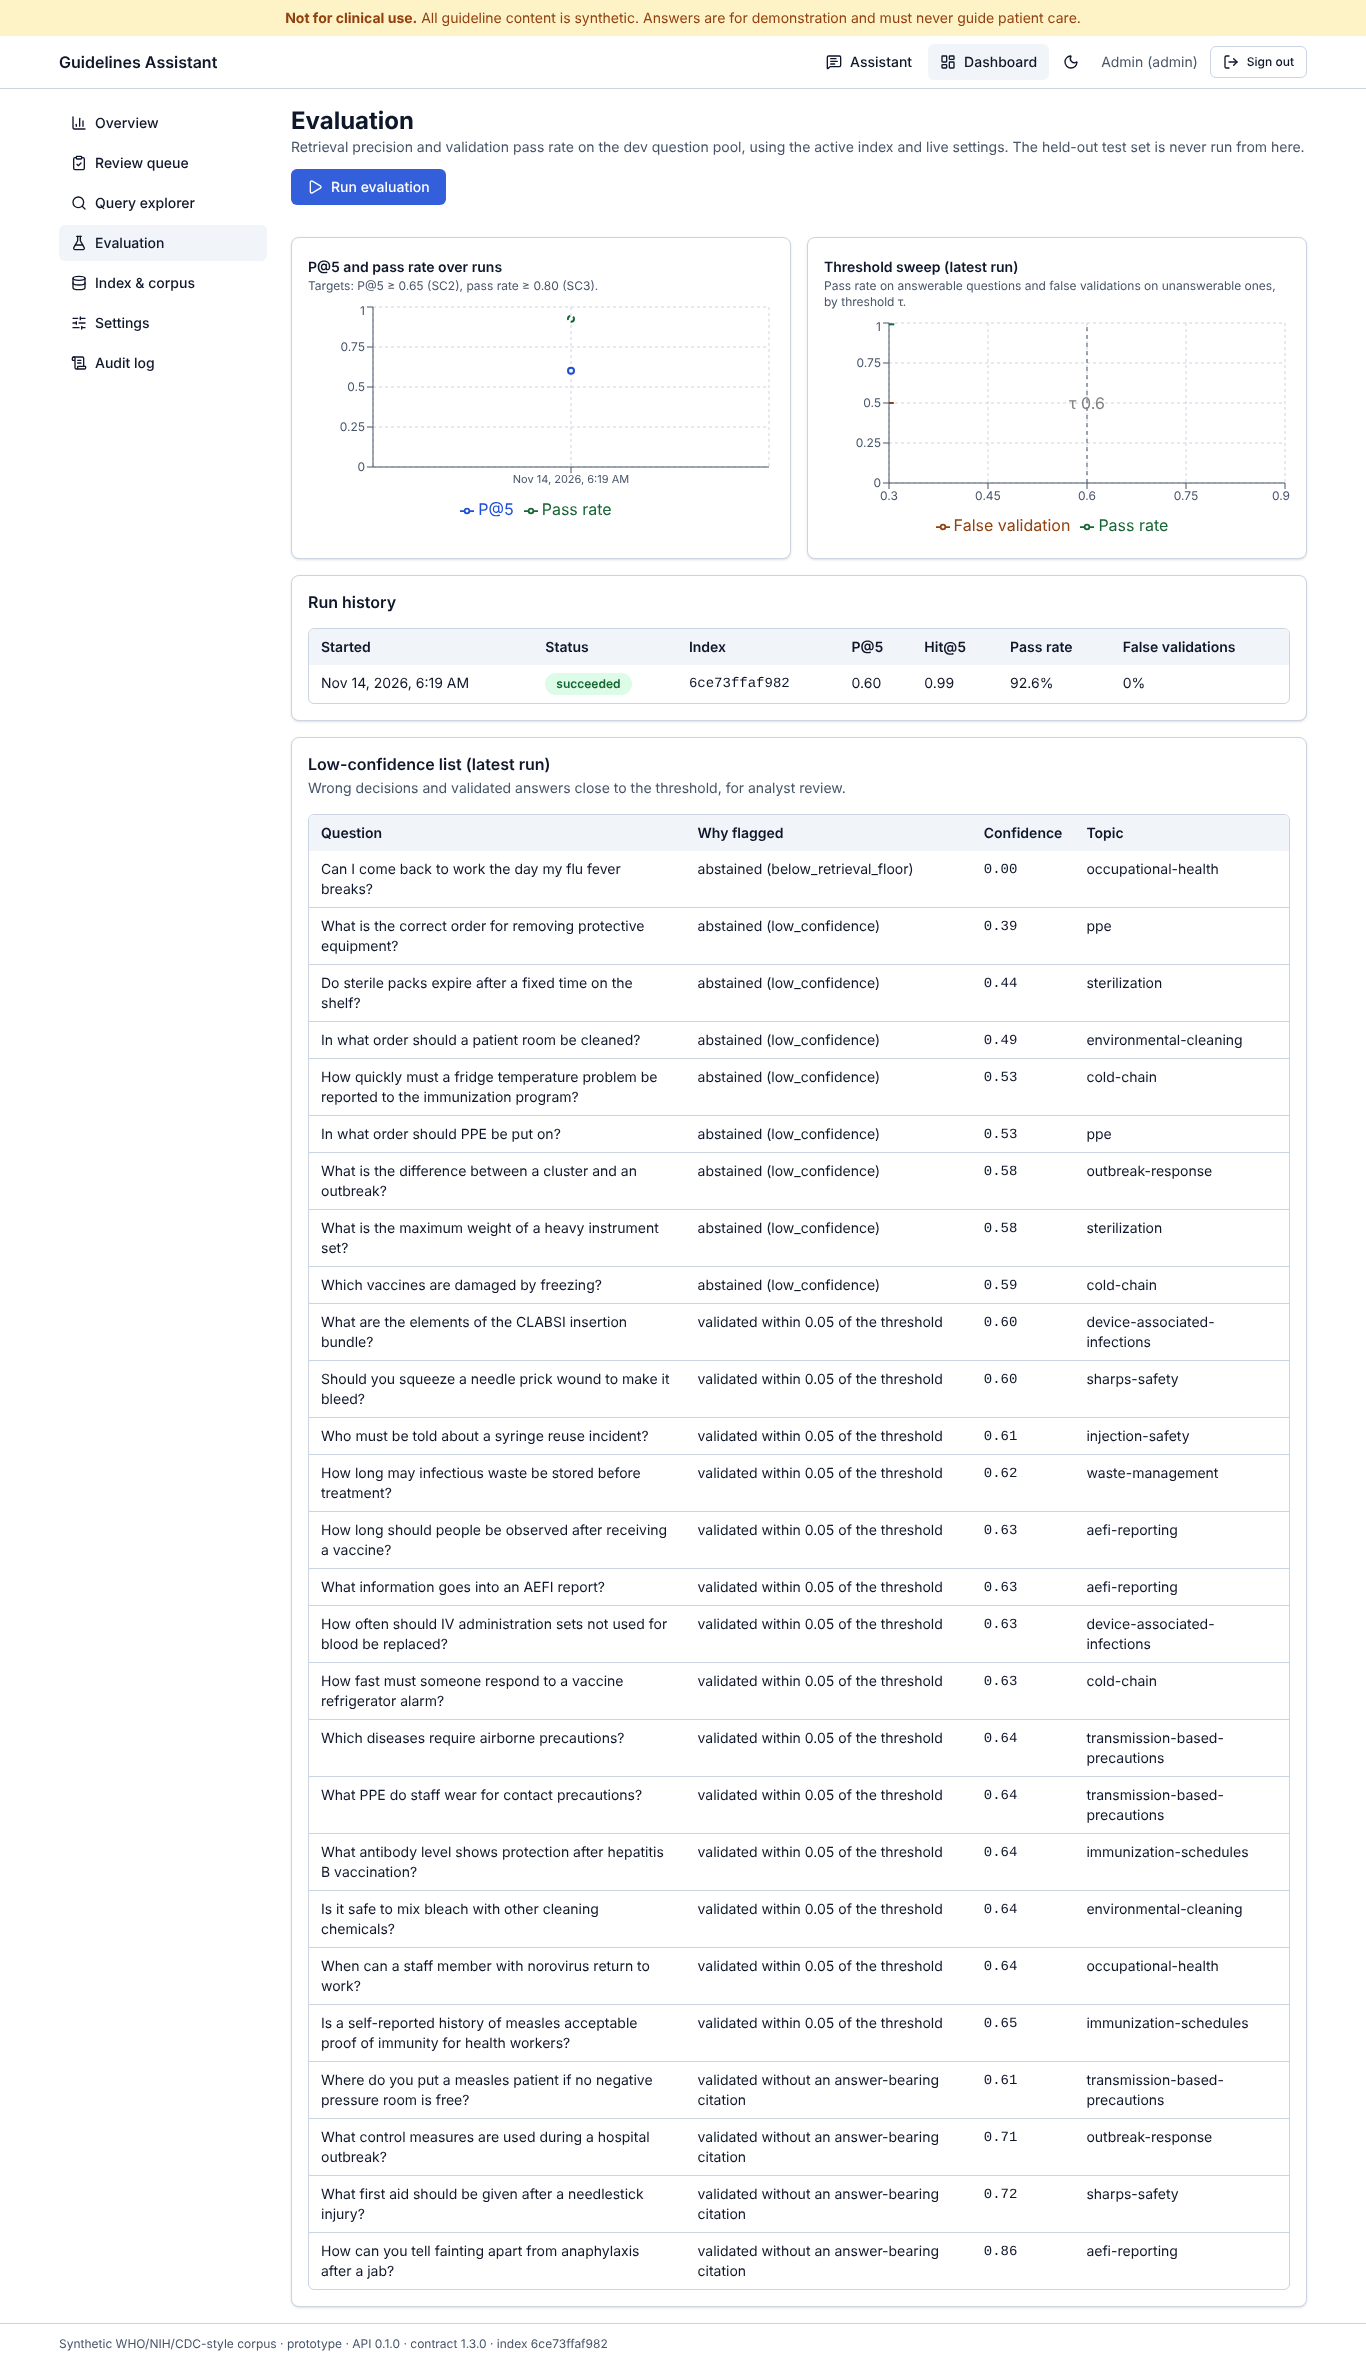 Not for clinical use. All guideline content is synthetic. Answers are for demonstration and must never guide patient care.
Guidelines Assistant
Assistant
Dashboard
Admin (admin)
Sign out
Overview
Review queue
Query explorer
Evaluation
Index & corpus
Settings
Audit log
Evaluation
Retrieval precision and validation pass rate on the dev question pool, using the active index and live settings. The held-out test set is never run from here.
Run evaluation
P@5 and pass rate over runs
Targets: P@5 ≥ 0.65 (SC2), pass rate ≥ 0.80 (SC3).
1
0.75
0.5
0.25
0
Nov 14, 2026, 6:19 AM
P@5 Pass rate
Threshold sweep (latest run)
Pass rate on answerable questions and false validations on unanswerable ones,
by threshold τ.
1
0.75
0.5
0.25
0
τ 0.6
0.3 0.45 0.6 0.75 0.9
False validation Pass rate
Run history
Started Status Index P@5 Hit@5 Pass rate False validations
Nov 14, 2026, 6:19 AM succeeded 6ce73ffaf982 0.60 0.99 92.6% 0%
Low-confidence list (latest run)
Wrong decisions and validated answers close to the threshold, for analyst review.
Question Why flagged Confidence Topic
Can I come back to work the day my flu fever abstained (below_retrieval_floor) 0.00 occupational-health
breaks?
What is the correct order for removing protective abstained (low_confidence) 0.39 ppe
equipment?
Do sterile packs expire after a fixed time on the abstained (low_confidence) 0.44 sterilization
shelf?
In what order should a patient room be cleaned? abstained (low_confidence) 0.49 environmental-cleaning
How quickly must a fridge temperature problem be abstained (low_confidence) 0.53 cold-chain
reported to the immunization program?
In what order should PPE be put on? abstained (low_confidence) 0.53 ppe
What is the difference between a cluster and an abstained (low_confidence) 0.58 outbreak-response
outbreak?
What is the maximum weight of a heavy instrument abstained (low_confidence) 0.58 sterilization
set?
Which vaccines are damaged by freezing? abstained (low_confidence) 0.59 cold-chain
What are the elements of the CLABSI insertion validated within 0.05 of the threshold 0.60 device-associated-
bundle? infections
Should you squeeze a needle prick wound to make it validated within 0.05 of the threshold 0.60 sharps-safety
bleed?
Who must be told about a syringe reuse incident? validated within 0.05 of the threshold 0.61 injection-safety
How long may infectious waste be stored before validated within 0.05 of the threshold 0.62 waste-management
treatment?
How long should people be observed after receiving validated within 0.05 of the threshold 0.63 aefi-reporting
a vaccine?
What information goes into an AEFI report? validated within 0.05 of the threshold 0.63 aefi-reporting
How often should IV administration sets not used for validated within 0.05 of the threshold 0.63 device-associated-
blood be replaced? infections
How fast must someone respond to a vaccine validated within 0.05 of the threshold 0.63 cold-chain
refrigerator alarm?
Which diseases require airborne precautions? validated within 0.05 of the threshold 0.64 transmission-based-
precautions
What PPE do staff wear for contact precautions? validated within 0.05 of the threshold 0.64 transmission-based-
precautions
What antibody level shows protection after hepatitis validated within 0.05 of the threshold 0.64 immunization-schedules
B vaccination?
Is it safe to mix bleach with other cleaning validated within 0.05 of the threshold 0.64 environmental-cleaning
chemicals?
When can a staff member with norovirus return to validated within 0.05 of the threshold 0.64 occupational-health
work?
Is a self-reported history of measles acceptable validated within 0.05 of the threshold 0.65 immunization-schedules
proof of immunity for health workers?
Where do you put a measles patient if no negative validated without an answer-bearing 0.61 transmission-based-
pressure room is free? citation precautions
What control measures are used during a hospital validated without an answer-bearing 0.71 outbreak-response
outbreak? citation
What first aid should be given after a needlestick validated without an answer-bearing 0.72 sharps-safety
injury? citation
How can you tell fainting apart from anaphylaxis validated without an answer-bearing 0.86 aefi-reporting
after a jab? citation
Synthetic WHO/NIH/CDC-style corpus · prototype · API 0.1.0 · contract 1.3.0 · index 6ce73ffaf982